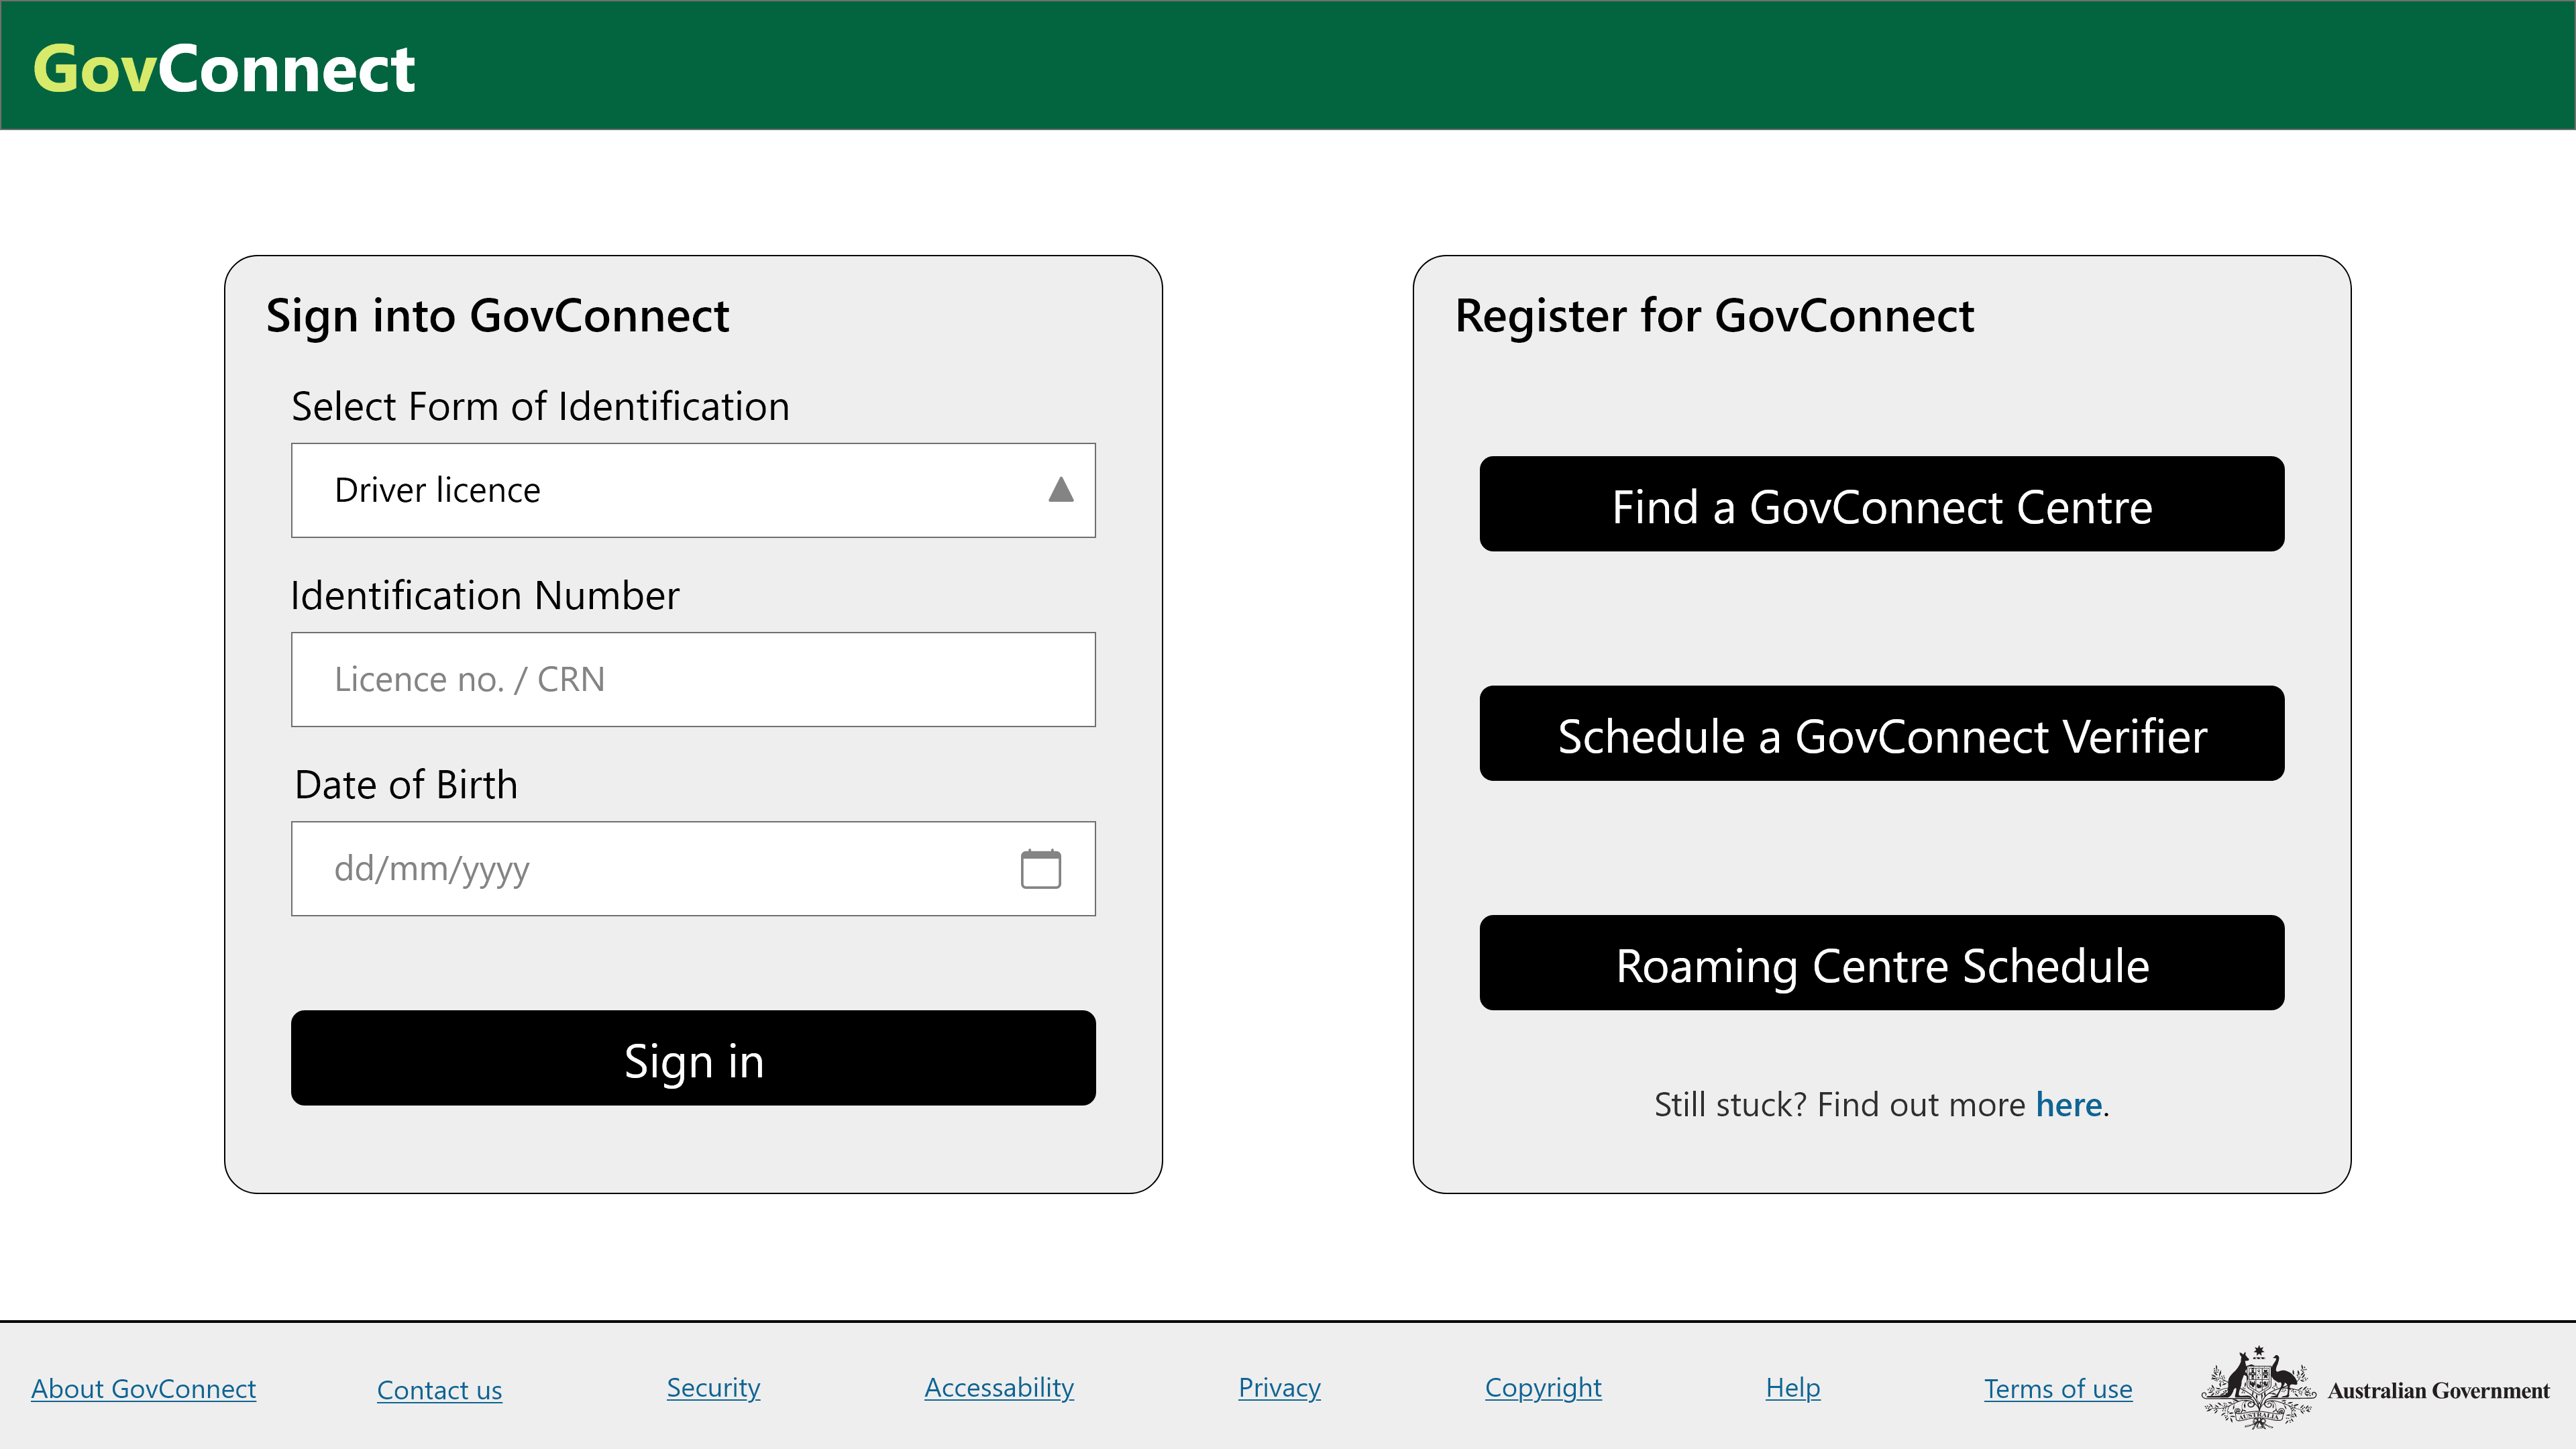 GovConnect
Sign into GovConnect
Select Form of Identification
Driver licence
Identification Number
Licence no. / CRN
Date of Birth
dd/mm/yyyy
Sign in
Register for GovConnect
Find a GovConnect Centre
Schedule a GovConnect Verifier
Roaming Centre Schedule
Still stuck? Find out more here.
About GovConnect
Contact us
Security
Accessability
Privacy
Copyright
Help
Terms of use
AUSTRALIA
Australian Government